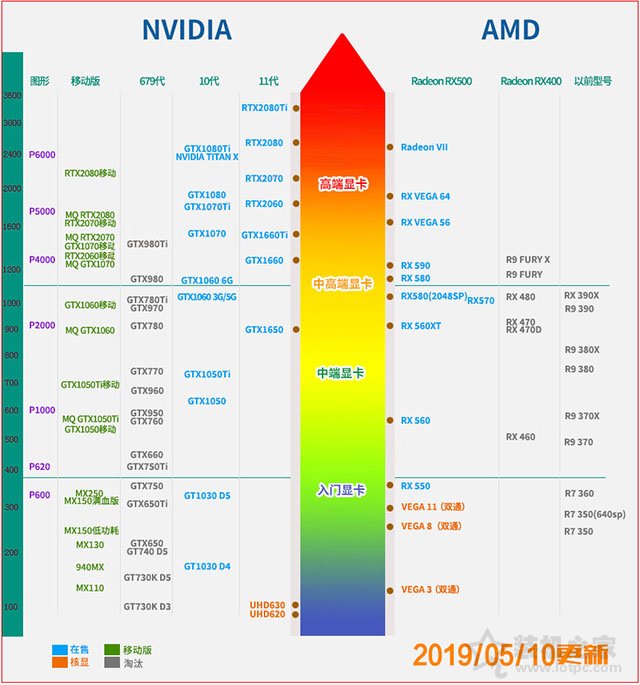 NVIDIA
AMD
图形
移动版
679代
10代
11代
Radeon RX500
Radeon RX400
以前型号
3600
3000
2400
2000
1600
1200
1000
900
800
700
600
500
400
300
200
100
P6000
P5000
P4000
P2000
P1000
P620
P600
RTX2080移动
MQ RTX2080
RTX2070移动
MQ RTX2070
GTX1070移动
RTX2060移动
MQ GTX1070
GTX1060移动
MQ GTX1060
GTX1050Ti移动
MQ GTX1050Ti
GTX1050移动
MX250
MX150满血版
MX150低功耗
MX130
940MX
MX110
GTX980Ti
GTX980
GTX780Ti
GTX970
GTX780
GTX770
GTX960
GTX950
GTX760
GTX660
GTX750Ti
GTX750
GTX650Ti
GTX650
GT740 D5
GT730K D5
GT730K D3
GTX1080Ti
NVIDIA TITAN X
GTX1080
GTX1070Ti
GTX1070
GTX1060 6G
GTX1060 3G/5G
GTX1050Ti
GTX1050
GT1030 D5
GT1030 D4
RTX2080Ti
RTX2080
RTX2070
RTX2060
GTX1660Ti
GTX1660
GTX1650
UHD630
UHD620
高端显卡
中高端显卡
中端显卡
入门显卡
Radeon VII
RX VEGA 64
RX VEGA 56
RX 590
RX 580
RX580(2048SP)
RX570
RX 560XT
RX 560
RX 550
VEGA 11（双通）
VEGA 8（双通）
VEGA 3（双通）
R9 FURY X
R9 FURY
RX 480
RX 470
RX 470D
RX 460
RX 390X
R9 390
R9 380X
R9 380
R9 370X
R9 370
R7 360
R7 350(640sp)
R7 350
在售
移动版
核显
淘汰
2019/05/10更新
装机之家
www.lotpc.com